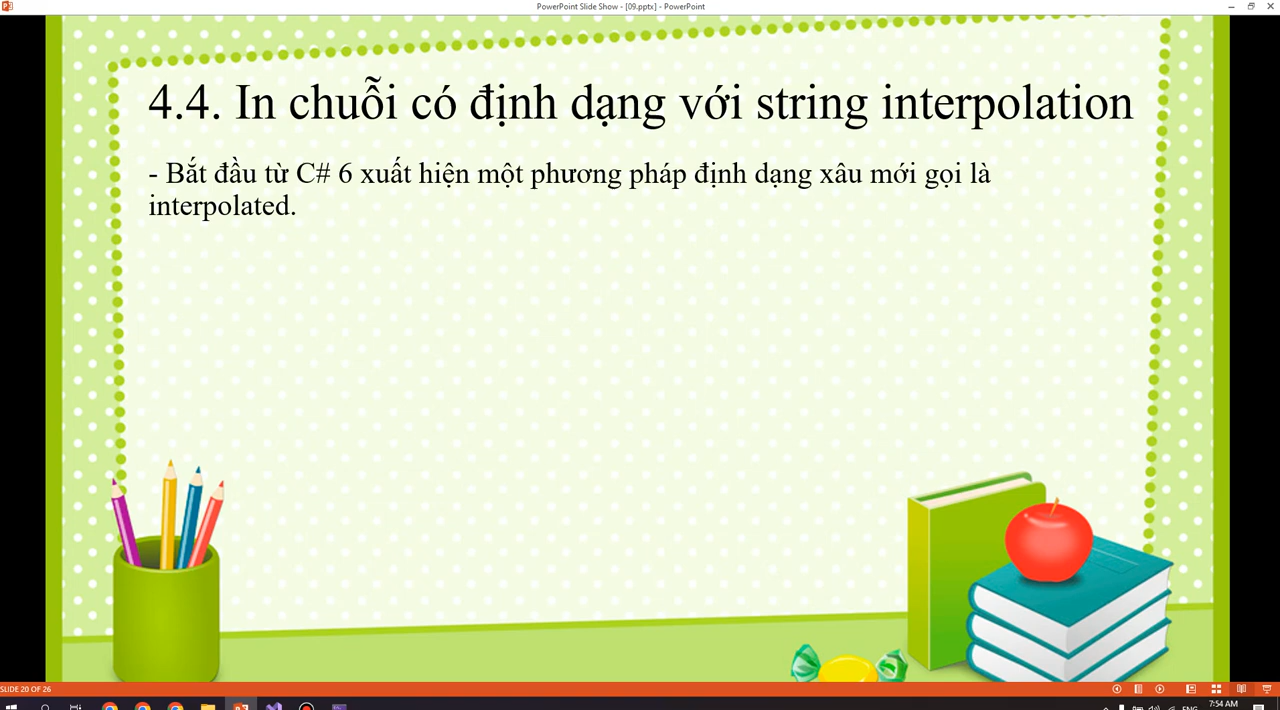 PowerPoint Slide Show - [09.pptx] - PowerPoint
4.4. In chuỗi có định dạng với string interpolation
- Bắt đầu từ C# 6 xuất hiện một phương pháp định dạng xâu mới gọi là
interpolated.
SLIDE 20 OF 26
ENG
7:54 AM